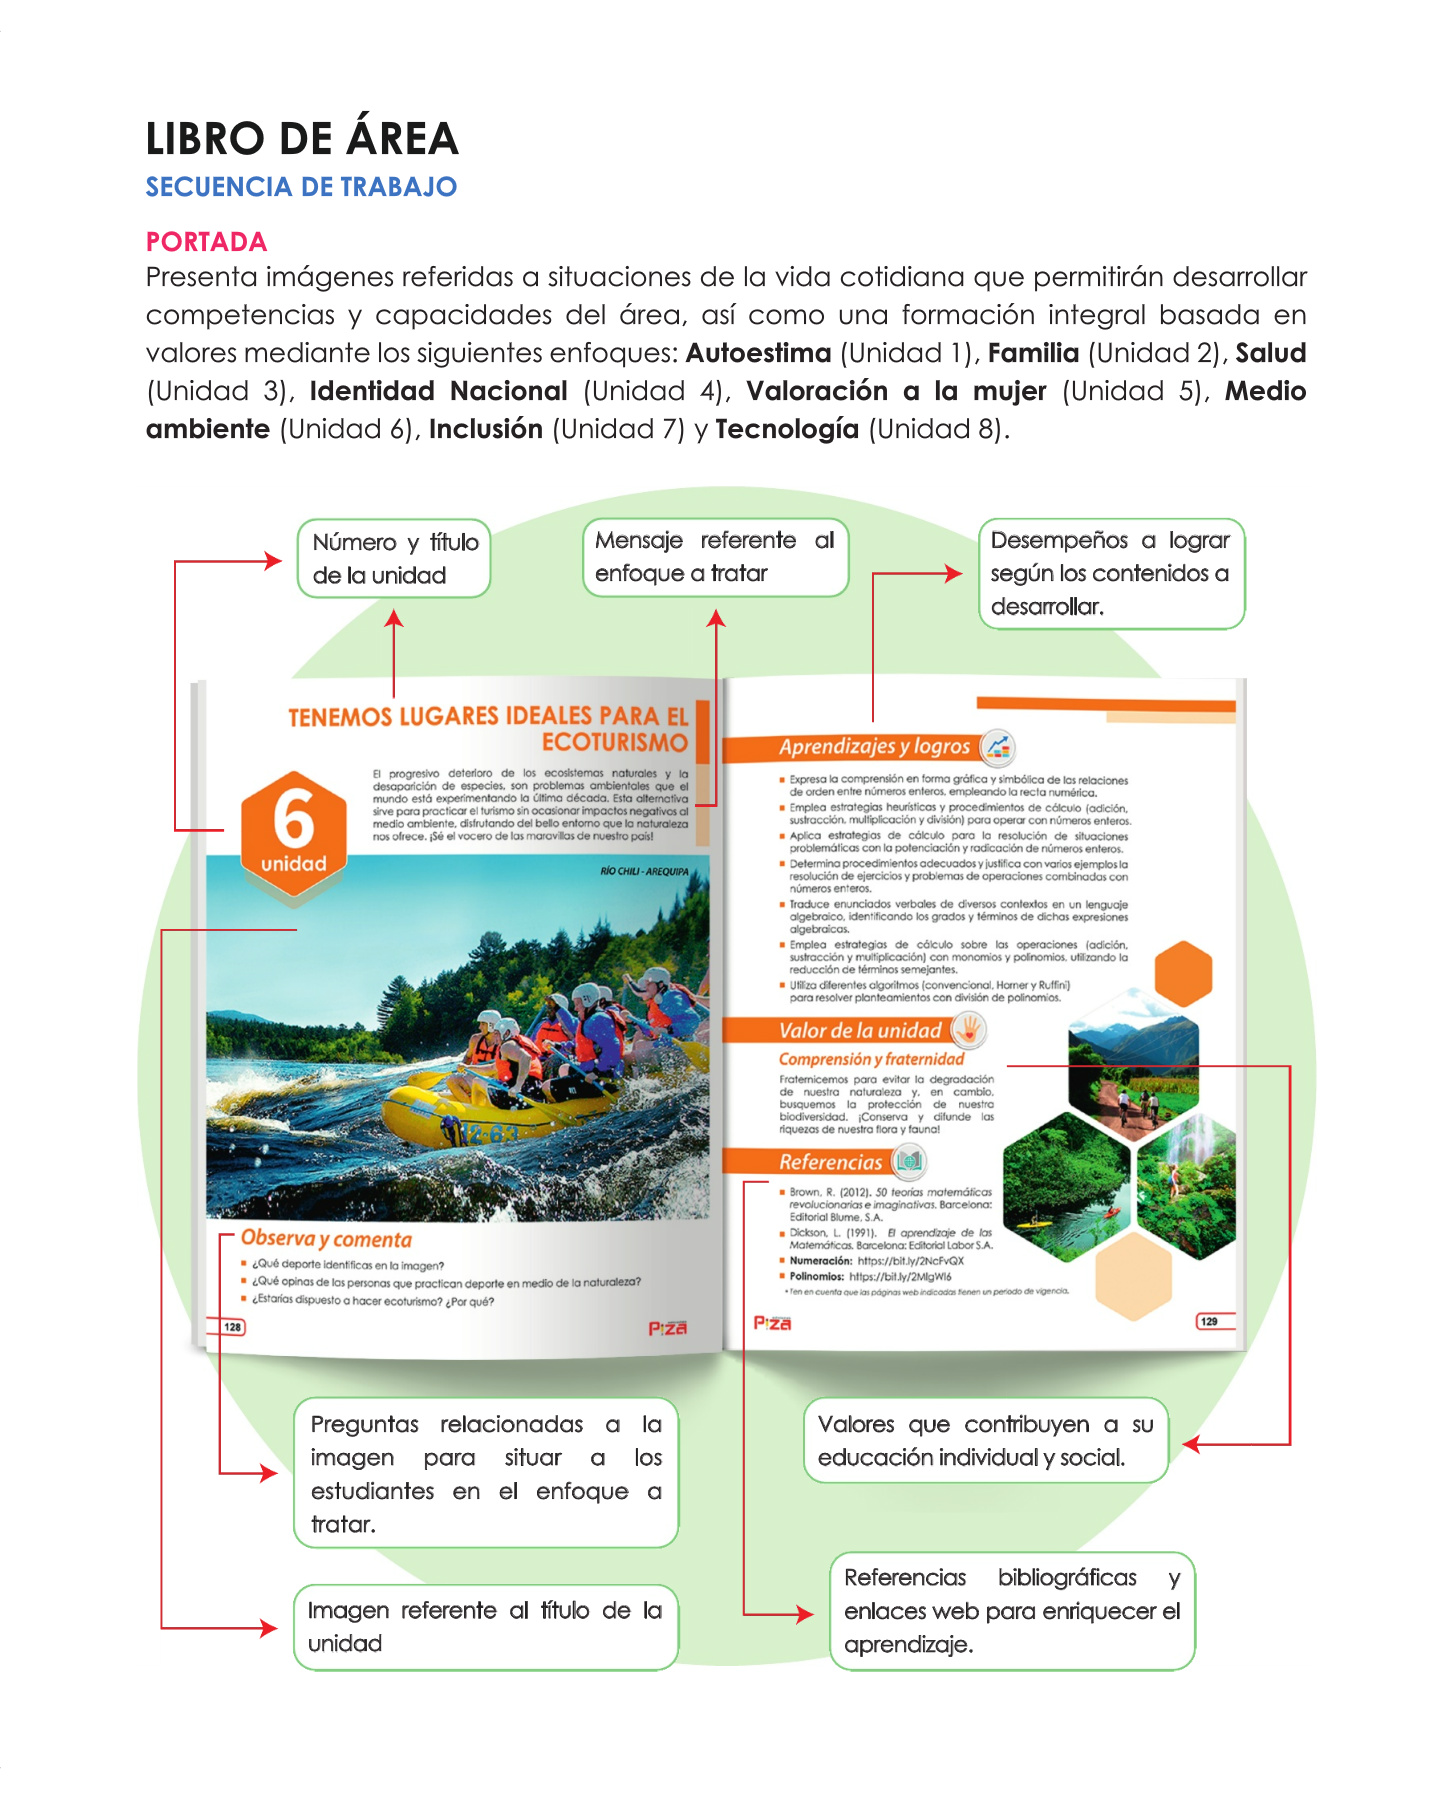 LIBRO DE ÁREA
SECUENCIA DE TRABAJO
PORTADA
Presenta imágenes referidas a situaciones de la vida cotidiana que permitirán desarrollar
competencias y capacidades del área, así como una formación integral basada en
valores mediante los siguientes enfoques: Autoestima (Unidad 1), Familia (Unidad 2), Salud
(Unidad 3), Identidad Nacional (Unidad 4), Valoración a la mujer (Unidad 5), Medio
ambiente (Unidad 6), Inclusión (Unidad 7) y Tecnología (Unidad 8).
Número y título
de la unidad
Mensaje referente al
enfoque a tratar
Desempeños a lograr
según los contenidos a
desarrollar.
TENEMOS LUGARES IDEALES PARA EL
ECOTURISMO
6
unidad
El progresivo deterioro de los ecosistemas naturales y la
desaparición de especies, son problemas ambientales que el
mundo está experimentando la última década. Esta alternativa
sirve para practicar el turismo sin ocasionar impactos negativos al
medio ambiente, disfrutando del bello entorno que la naturaleza
nos ofrece. ¡Sé el vocero de las maravillas de nuestro país!
RÍO CHILI - AREQUIPA
12-63
Observa y comenta
¿Qué deporte identificas en la imagen?
¿Qué opinas de las personas que practican deporte en medio de la naturaleza?
¿Estarías dispuesto a hacer ecoturismo? ¿Por qué?
128
Piza
Aprendizajes y logros
Expresa la comprensión en forma gráfica y simbólica de las relaciones
de orden entre números enteros, empleando la recta numérica.
Emplea estrategias heurísticas y procedimientos de cálculo (adición,
sustracción, multiplicación y división) para operar con números enteros.
Aplica estrategias de cálculo para la resolución de situaciones
problemáticas con la potenciación y radicación de números enteros.
Determina procedimientos adecuados y justifica con varios ejemplos la
resolución de ejercicios y problemas de operaciones combinadas con
números enteros.
Traduce enunciados verbales de diversos contextos en un lenguaje
algebraico, identificando los grados y términos de dichas expresiones
algebraicas.
Emplea estrategias de cálculo sobre las operaciones (adición,
sustracción y multiplicación) con monomios y polinomios, utilizando la
reducción de términos semejantes.
Utiliza diferentes algoritmos (convencional, Horner y Ruffini)
para resolver planteamientos con división de polinomios.
Valor de la unidad
Comprensión y fraternidad
Fraternicemos para evitar la degradación
de nuestra naturaleza y, en cambio,
busquemos la protección de nuestra
biodiversidad. ¡Conserva y difunde las
riquezas de nuestra flora y fauna!
Referencias
Brown, R. (2012). 50 teorías matemáticas
revolucionarias e imaginativas. Barcelona:
Editorial Blume, S.A.
Dickson, L. (1991). El aprendizaje de las
Matemáticas. Barcelona: Editorial Labor S.A.
Numeración: https://bit.ly/2NcFvQX
Polinomios: https://bit.ly/2MlgWl6
* Ten en cuenta que las páginas web indicadas tienen un periodo de vigencia.
Piza
129
Preguntas relacionadas a la
imagen para situar a los
estudiantes en el enfoque a
tratar.
Valores que contribuyen a su
educación individual y social.
Imagen referente al título de la
unidad
Referencias bibliográficas y
enlaces web para enriquecer el
aprendizaje.